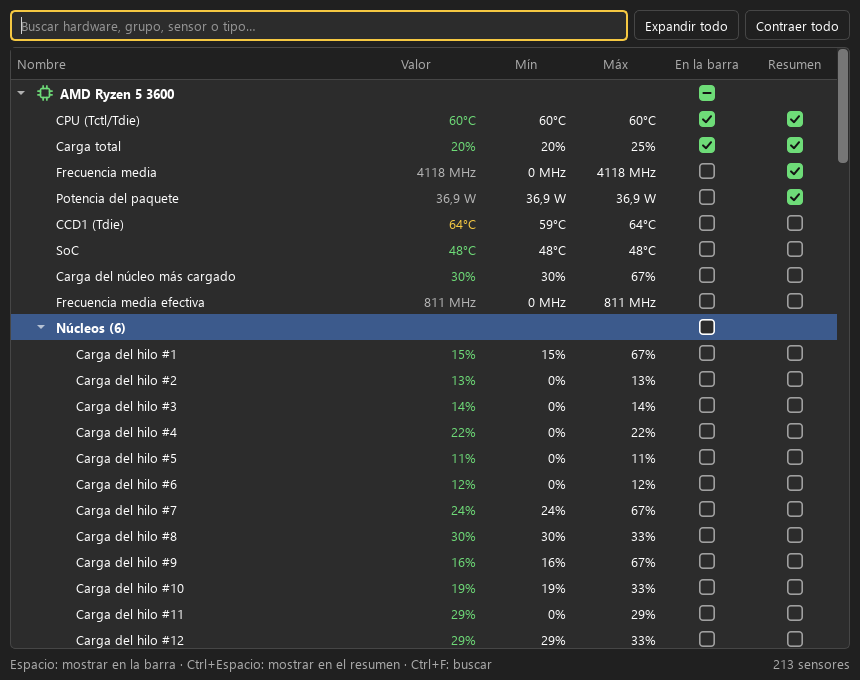 Buscar hardware, grupo, sensor o tipo... Expandir todo Contraer todo
Nombre Valor Mín Máx En la barra Resumen
AMD Ryzen 5 3600
CPU (Tctl/Tdie) 60°C 60°C 60°C
Carga total 20% 20% 25%
Frecuencia media 4118 MHz 0 MHz 4118 MHz
Potencia del paquete 36,9 W 36,9 W 36,9 W
CCD1 (Tdie) 64°C 59°C 64°C
SoC 48°C 48°C 48°C
Carga del núcleo más cargado 30% 30% 67%
Frecuencia media efectiva 811 MHz 0 MHz 811 MHz
Núcleos (6)
Carga del hilo #1 15% 15% 67%
Carga del hilo #2 13% 0% 13%
Carga del hilo #3 14% 0% 14%
Carga del hilo #4 22% 0% 22%
Carga del hilo #5 11% 0% 11%
Carga del hilo #6 12% 0% 12%
Carga del hilo #7 24% 24% 67%
Carga del hilo #8 30% 30% 33%
Carga del hilo #9 16% 16% 67%
Carga del hilo #10 19% 19% 33%
Carga del hilo #11 29% 0% 29%
Carga del hilo #12 29% 29% 33%
Espacio: mostrar en la barra · Ctrl+Espacio: mostrar en el resumen · Ctrl+F: buscar 213 sensores